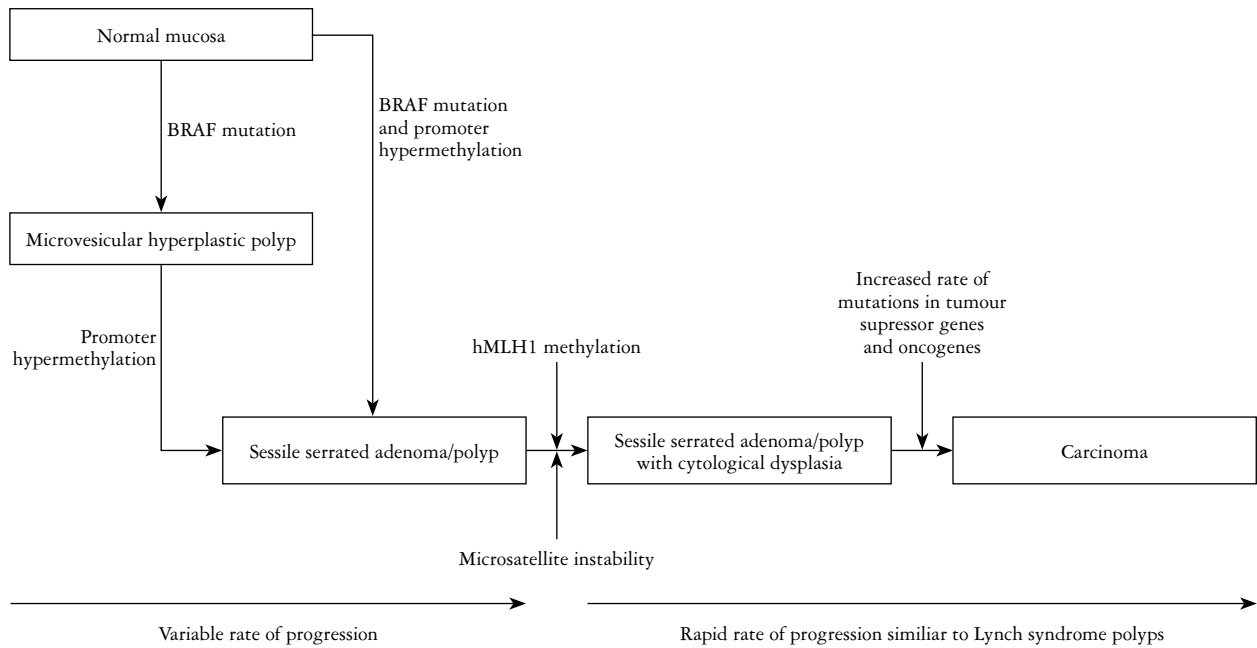 Normal mucosa
BRAF mutation
BRAF mutation
and promoter
hypermethylation
Microvesicular hyperplastic polyp
Promoter
hypermethylation
Increased rate of
mutations in tumour
supressor genes
and oncogenes
hMLH1 methylation
Sessile serrated adenoma/polyp
Sessile serrated adenoma/polyp
with cytological dysplasia
Carcinoma
Microsatellite instability
Variable rate of progression
Rapid rate of progression similiar to Lynch syndrome polyps